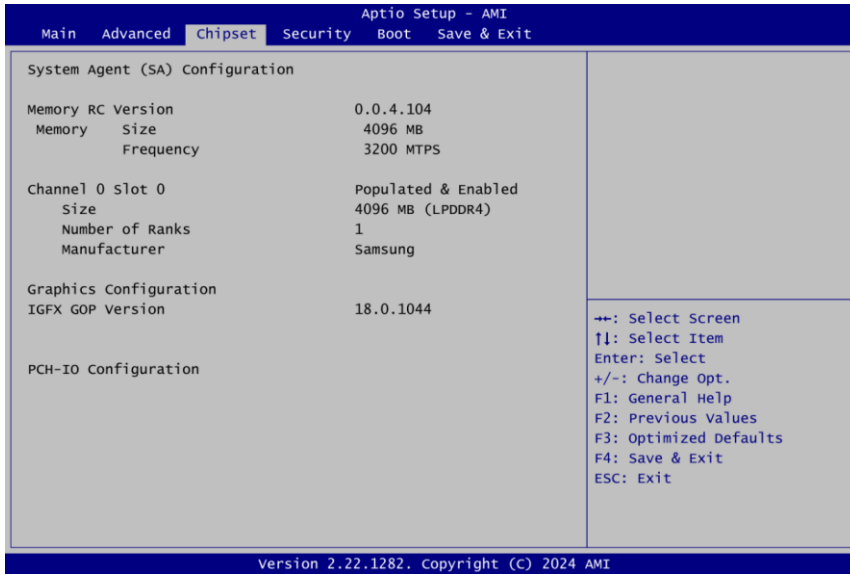 Aptio Setup - AMI
Main Advanced Chipset Security Boot Save & Exit
System Agent (SA) Configuration
Memory RC Version 0.0.4.104
Memory Size 4096 MB
Frequency 3200 MTPS
Channel 0 Slot 0 Populated & Enabled
Size 4096 MB (LPDDR4)
Number of Ranks 1
Manufacturer Samsung
Graphics Configuration
IGFX GOP Version 18.0.1044
PCH-IO Configuration
→←: Select Screen
↑↓: Select Item
Enter: Select
+/-: Change Opt.
F1: General Help
F2: Previous Values
F3: Optimized Defaults
F4: Save & Exit
ESC: Exit
Version 2.22.1282. Copyright (C) 2024 AMI